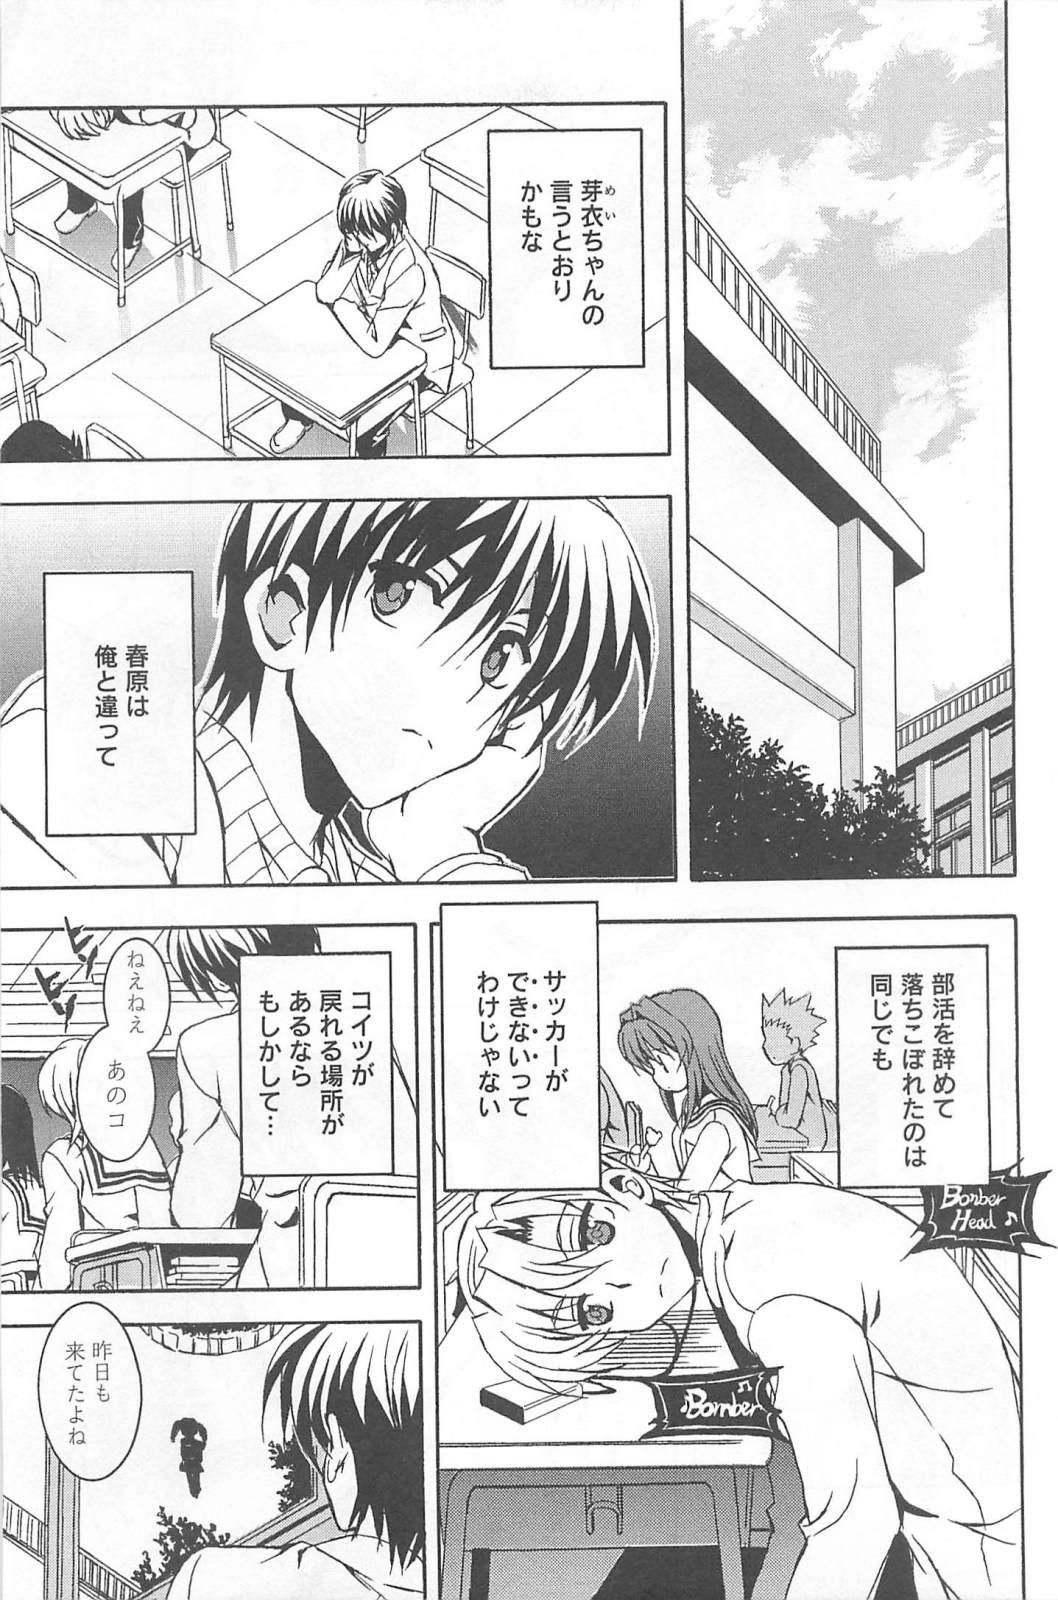 芽衣ちゃんの
めい
言うとおり
かもな
春原は
俺と違って
部活を辞めて
落ちこぼれたのは
同じでも
Bomber
Head♪
サッカーが
できないって
わけじゃない
♪Bomber♪
コイツが
戻れる場所が
あるなら
もしかして…
ねえねえ
あのコ
昨日も
来てたよね